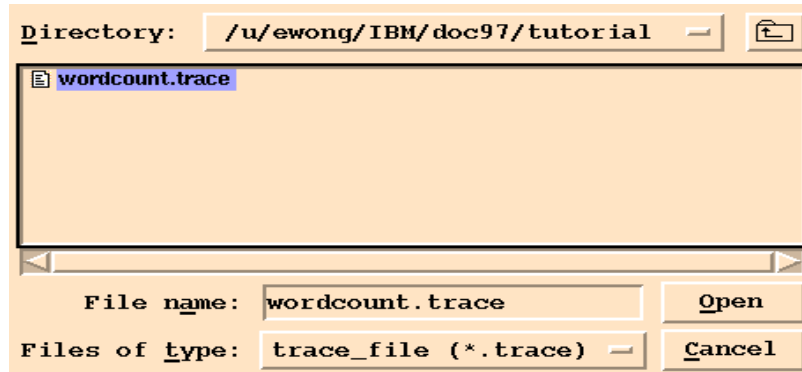 Directory: /u/ewong/IBM/doc97/tutorial
wordcount.trace
File name: wordcount.trace Open
Files of type: trace_file (*.trace) Cancel